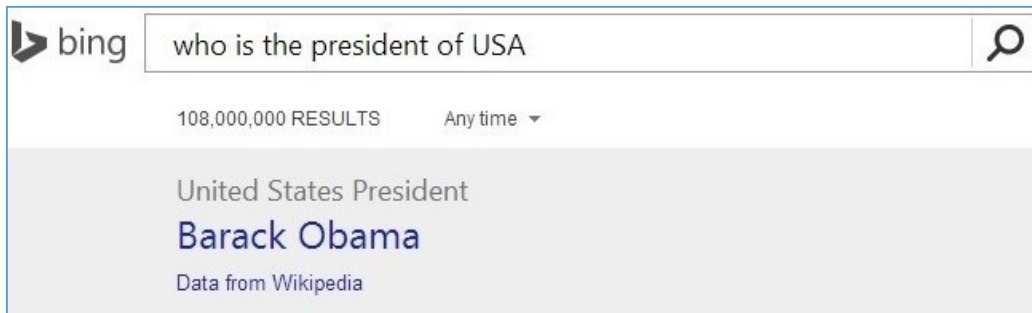 bing who is the president of USA
108,000,000 RESULTS Any time
United States President
Barack Obama
Data from Wikipedia